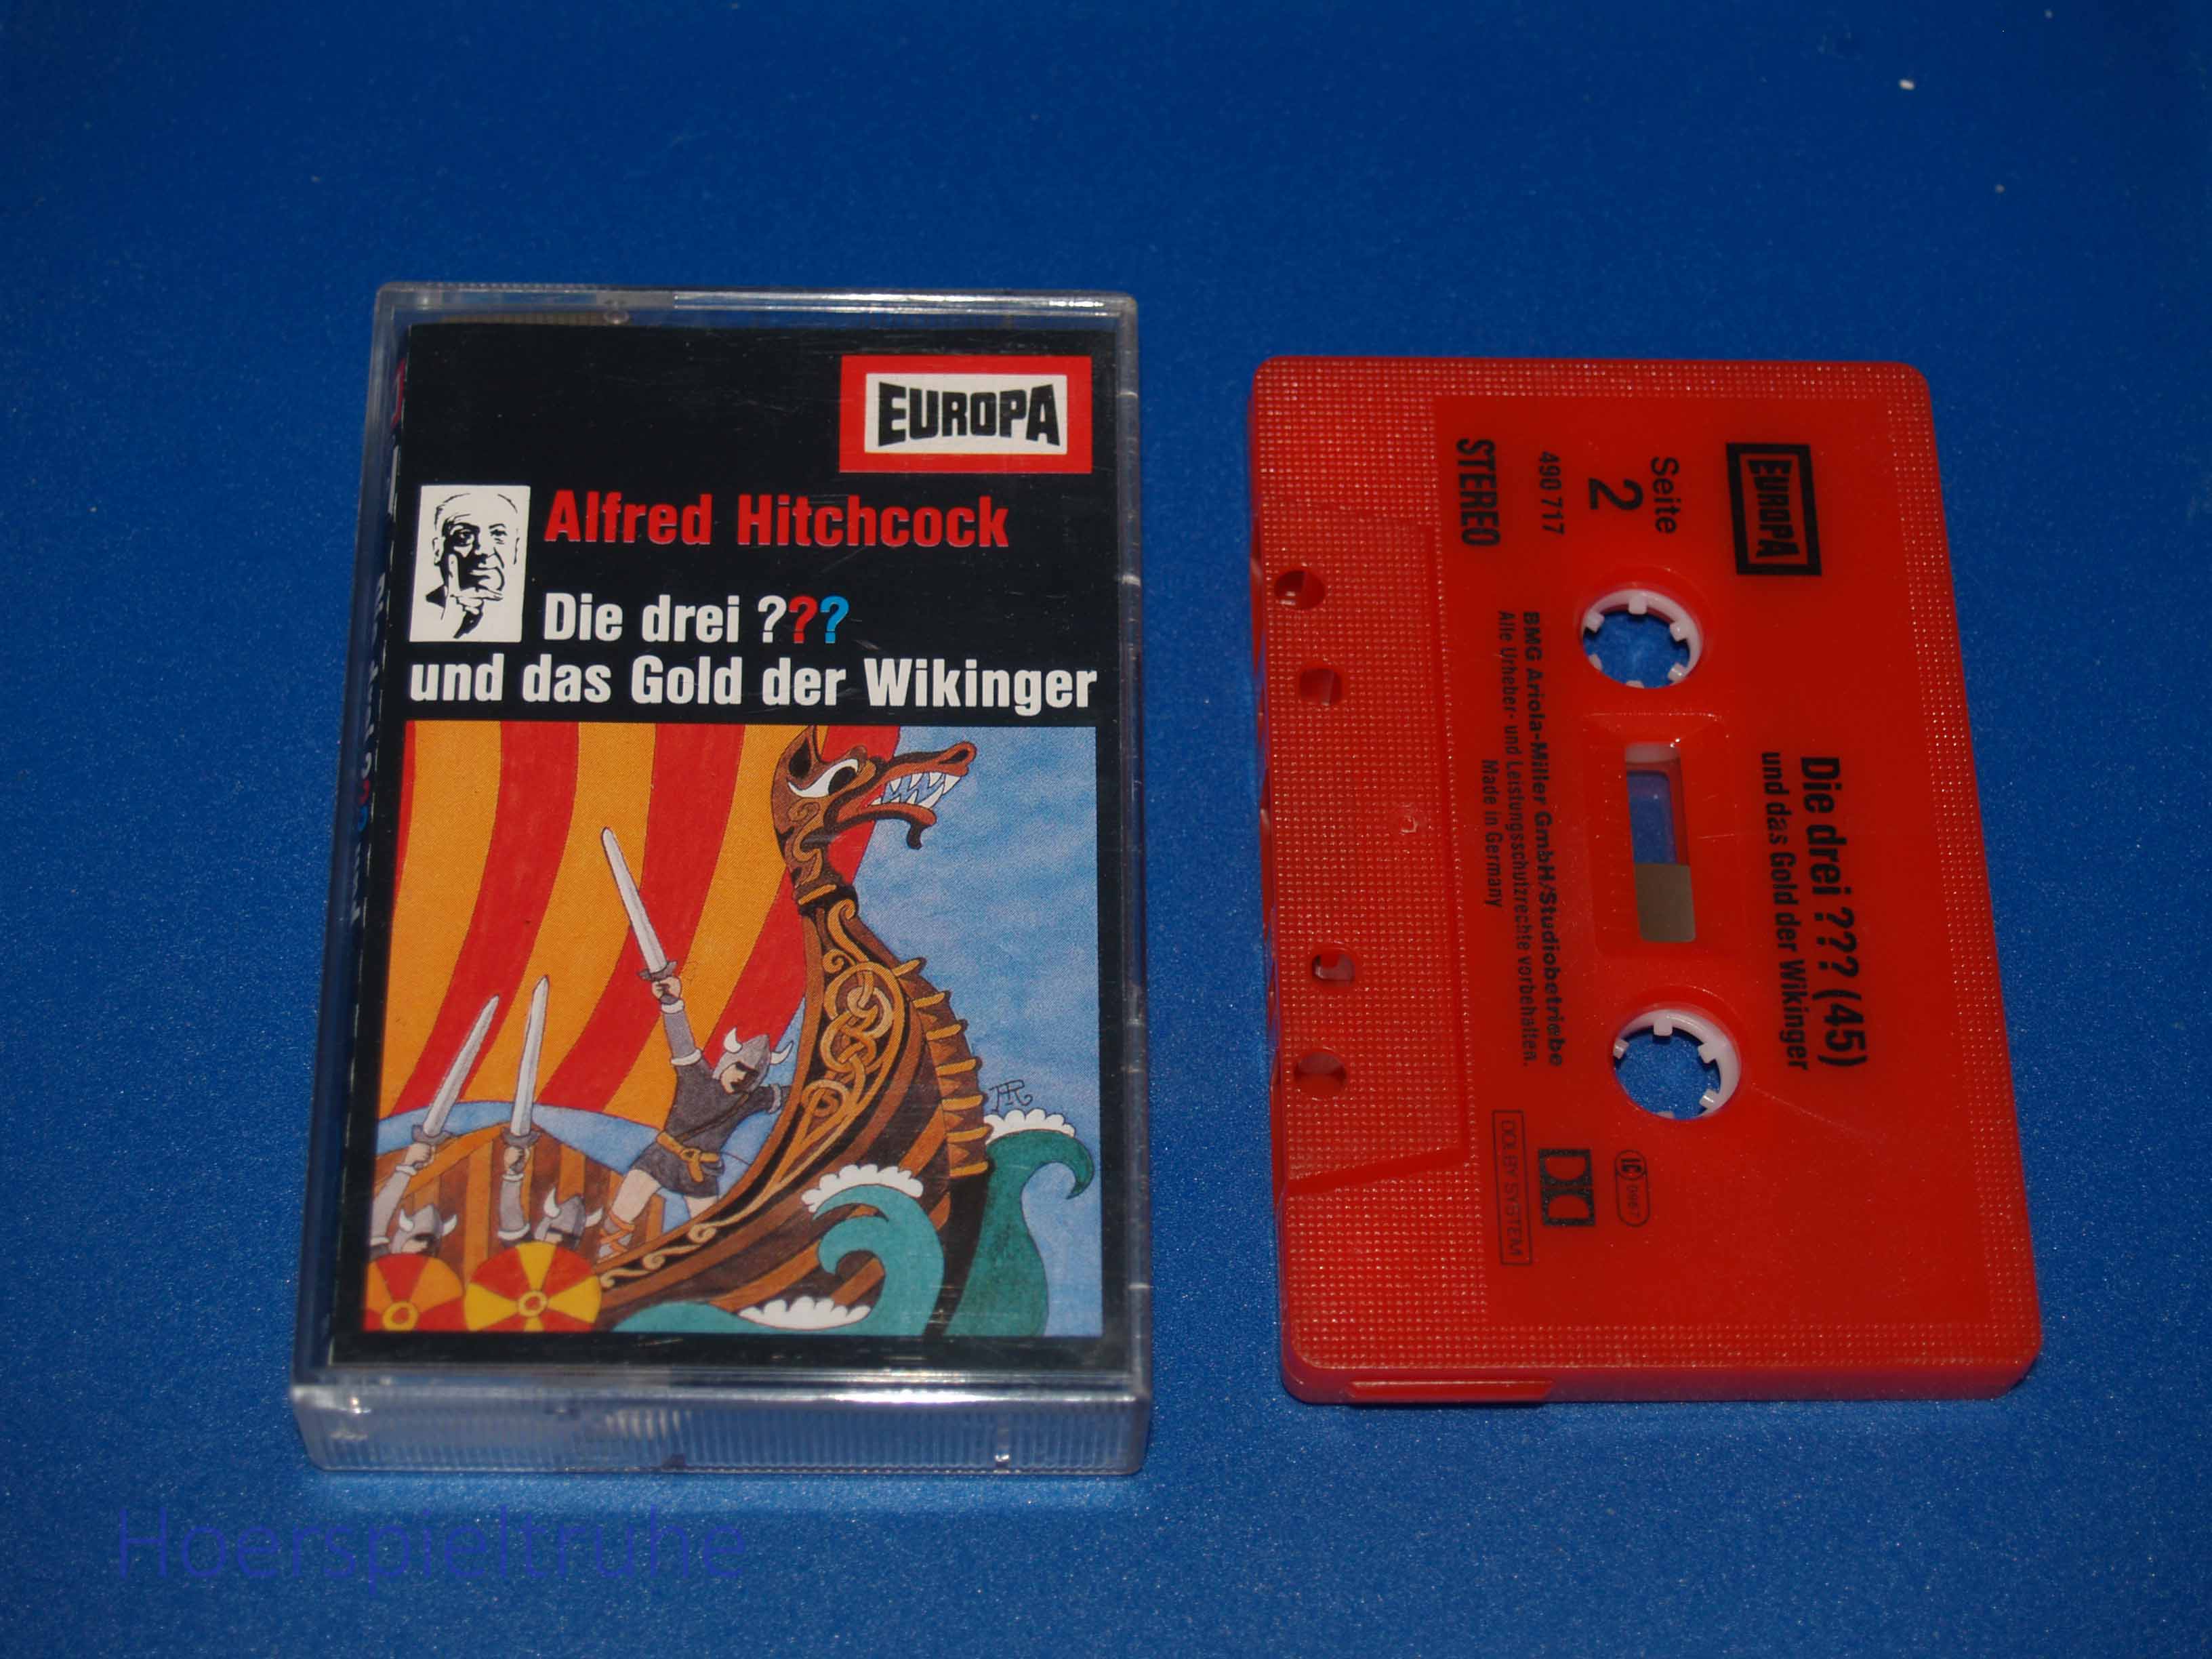 EUROPA
Alfred Hitchcock
Die drei ???
und das Gold der Wikinger
AR
EUROPA
Seite
2
490 717
STEREO
Die drei ??? (45)
und das Gold der Wikinger
BMG Ariola-Miller GmbH/Studiobetriebe
Alle Urheber- und Leistungsschutzrechte vorbehalten.
Made in Germany
DOLBY SYSTEM
Hoerspieltruhe